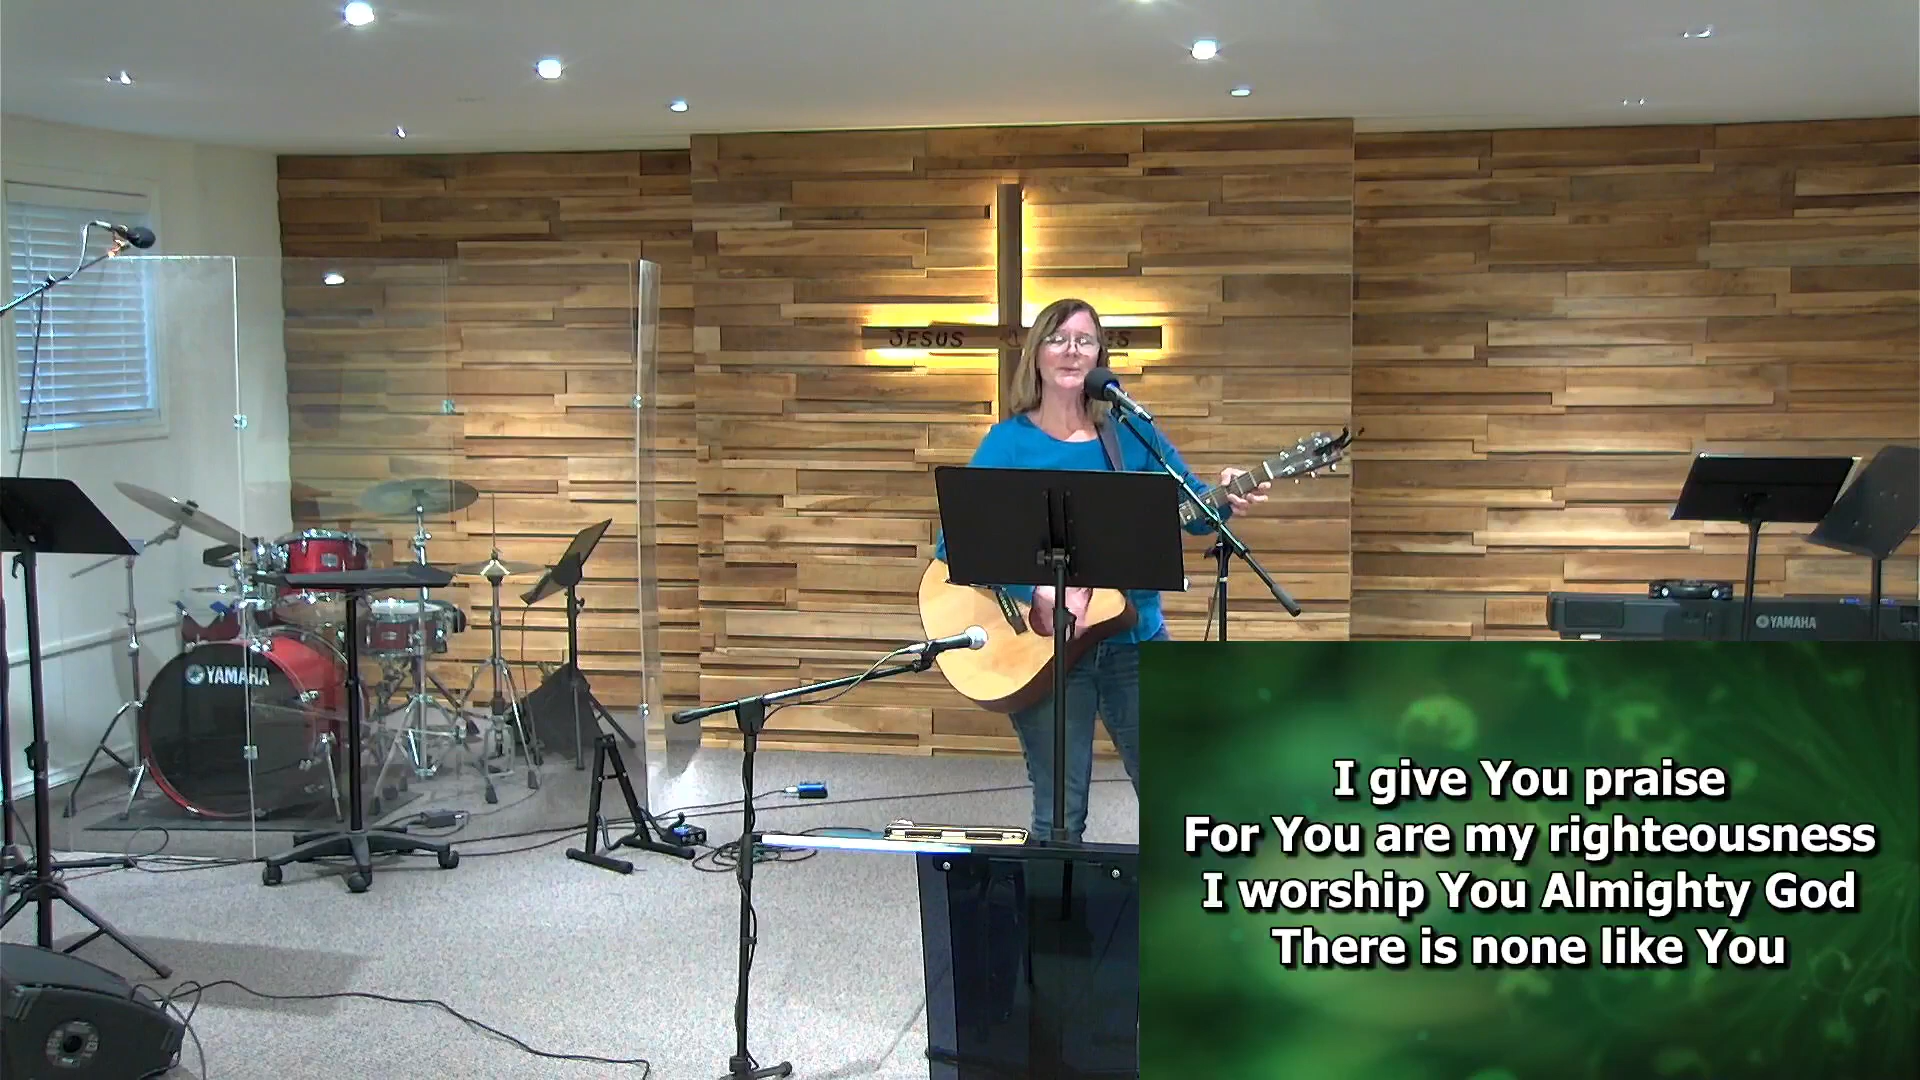 JESUS
YAMAHA
YAMAHA
I give You praise
For You are my righteousness
I worship You Almighty God
There is none like You